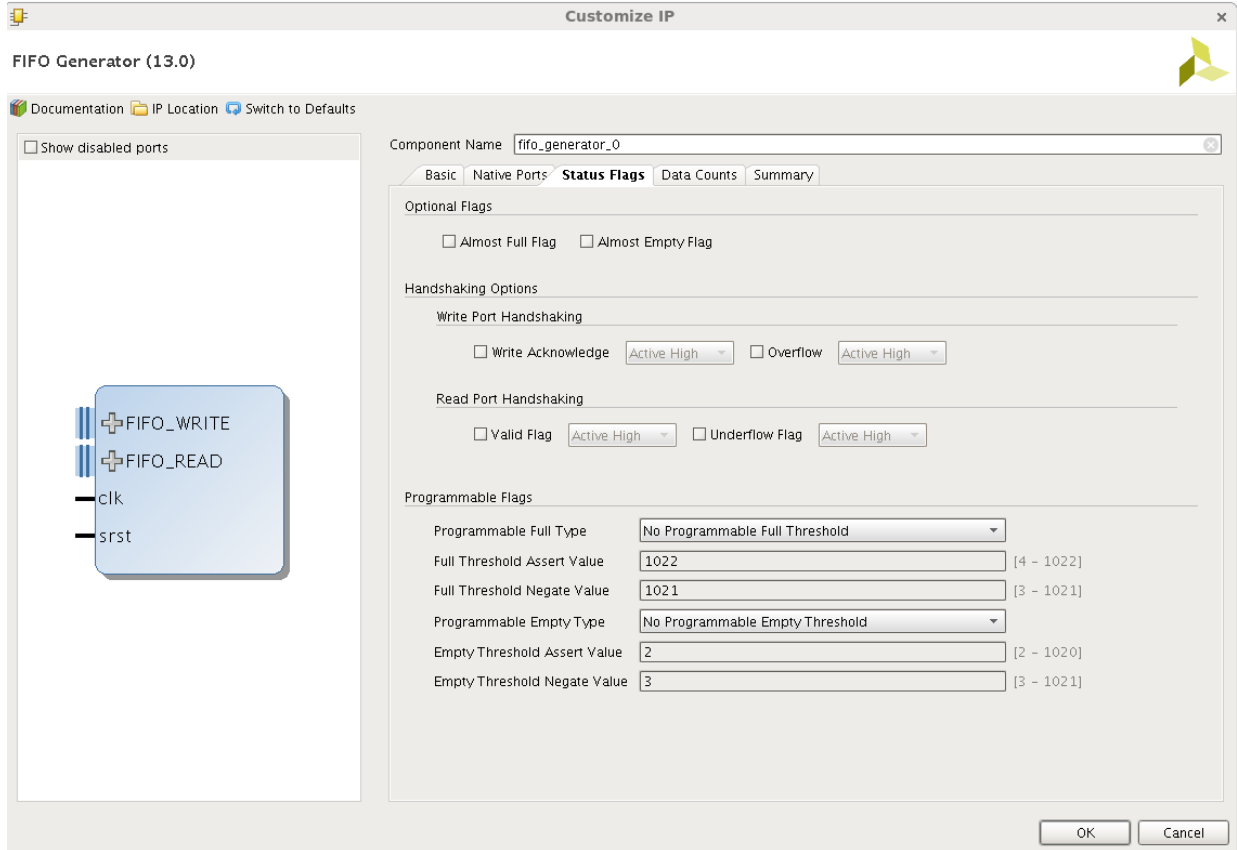 Customize IP
FIFO Generator (13.0)
Documentation IP Location Switch to Defaults
Show disabled ports
FIFO_WRITE
FIFO_READ
clk
srst
Component Name fifo_generator_0
Basic Native Ports Status Flags Data Counts Summary
Optional Flags
Almost Full Flag Almost Empty Flag
Handshaking Options
Write Port Handshaking
Write Acknowledge Active High Overflow Active High
Read Port Handshaking
Valid Flag Active High Underflow Flag Active High
Programmable Flags
Programmable Full Type No Programmable Full Threshold
Full Threshold Assert Value 1022 [4 - 1022]
Full Threshold Negate Value 1021 [3 - 1021]
Programmable Empty Type No Programmable Empty Threshold
Empty Threshold Assert Value 2 [2 - 1020]
Empty Threshold Negate Value 3 [3 - 1021]
OK Cancel